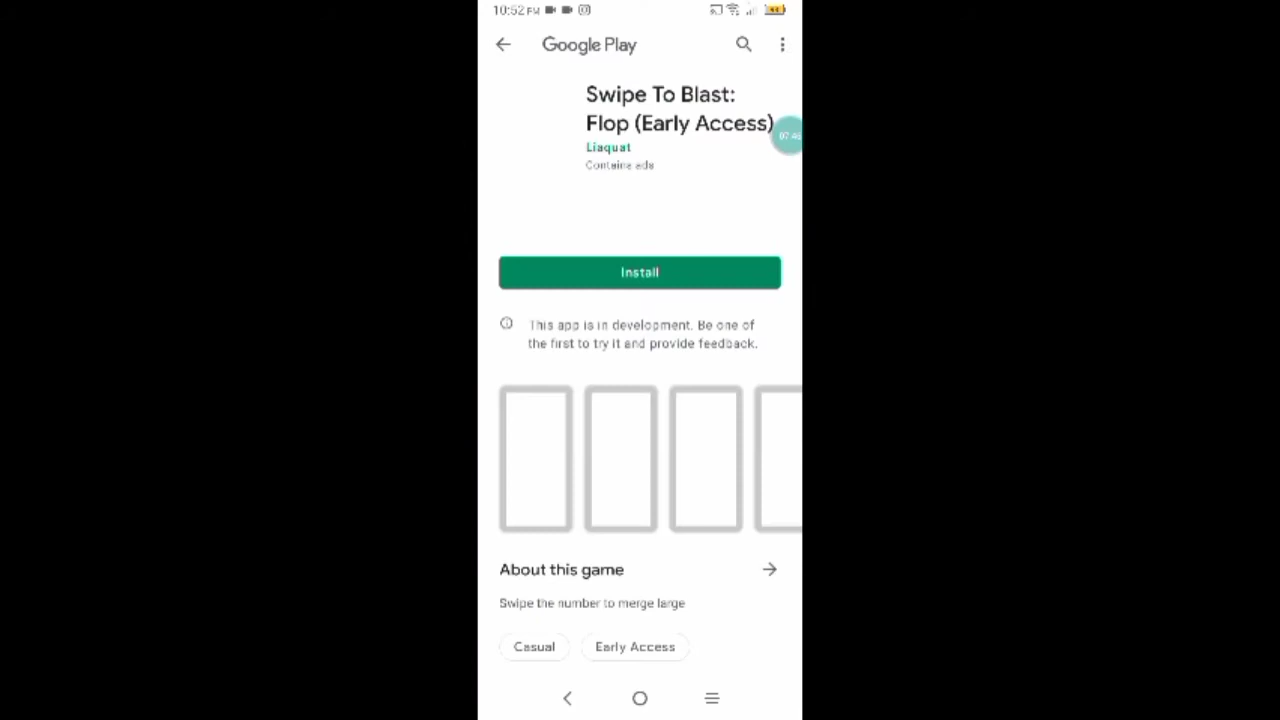 10:52 PM
Google Play
Swipe To Blast:
Flop (Early Access)
Liaquat
Contains ads
Install
This app is in development. Be one of
the first to try it and provide feedback.
About this game
Swipe the number to merge large
Casual
Early Access